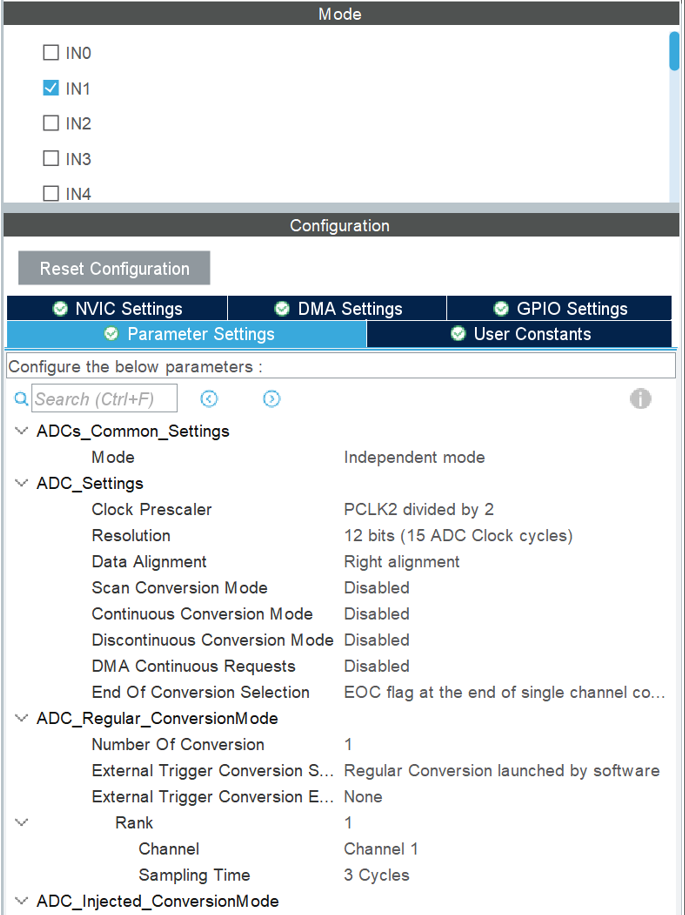 Mode
IN0
IN1
IN2
IN3
IN4
Configuration
Reset Configuration
NVIC Settings DMA Settings GPIO Settings
Parameter Settings User Constants
Configure the below parameters :
Search (Ctrl+F)
ADCs_Common_Settings
Mode Independent mode
ADC_Settings
Clock Prescaler PCLK2 divided by 2
Resolution 12 bits (15 ADC Clock cycles)
Data Alignment Right alignment
Scan Conversion Mode Disabled
Continuous Conversion Mode Disabled
Discontinuous Conversion Mode Disabled
DMA Continuous Requests Disabled
End Of Conversion Selection EOC flag at the end of single channel co...
ADC_Regular_ConversionMode
Number Of Conversion 1
External Trigger Conversion S... Regular Conversion launched by software
External Trigger Conversion E... None
Rank 1
Channel Channel 1
Sampling Time 3 Cycles
ADC_Injected_ConversionMode